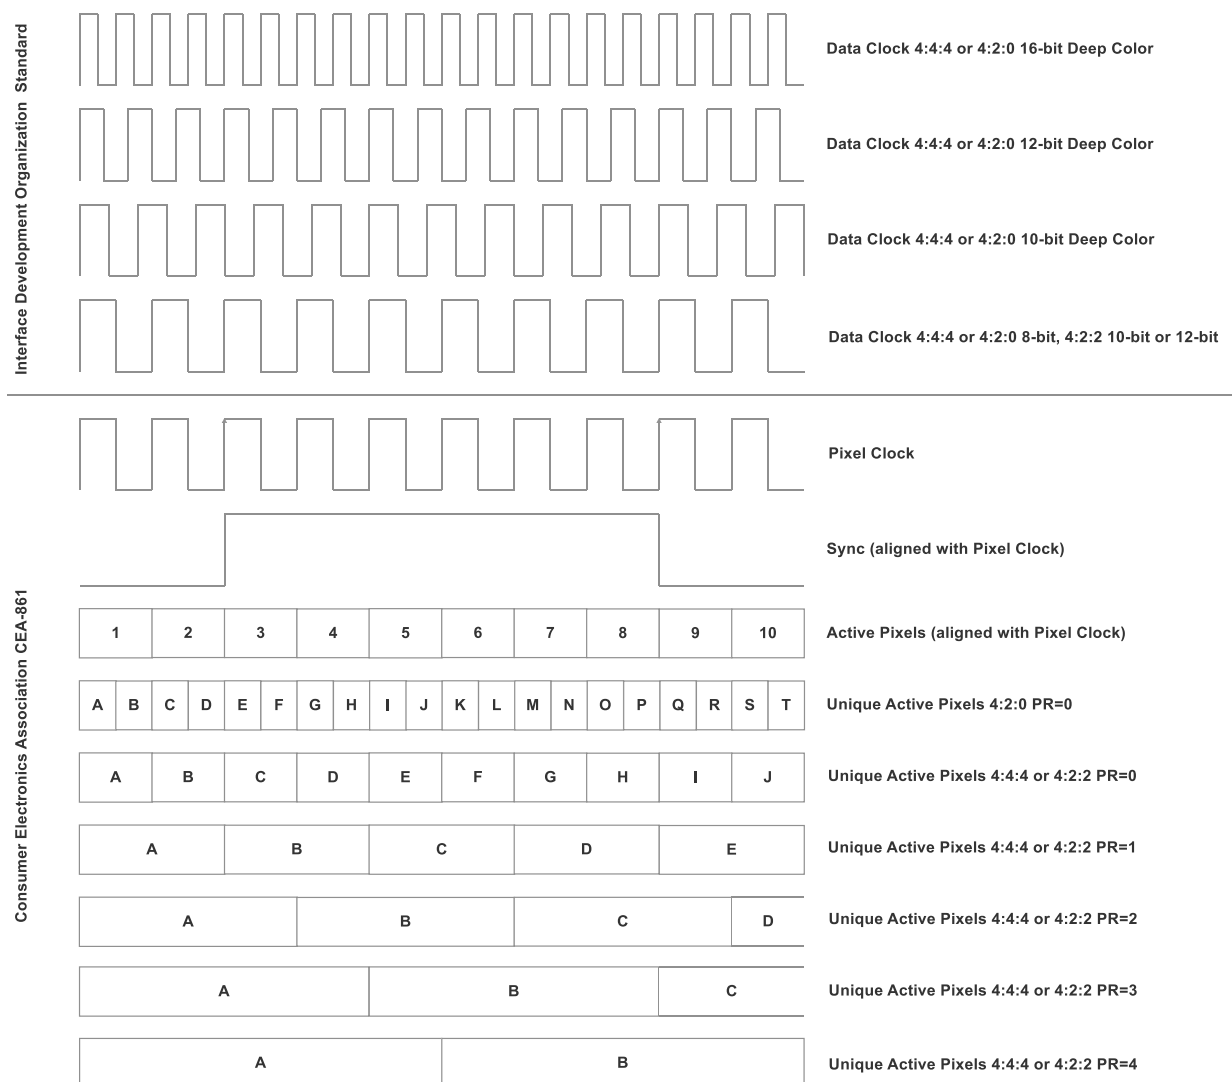 Interface Development Organization Standard
Data Clock 4:4:4 or 4:2:0 16-bit Deep Color
Data Clock 4:4:4 or 4:2:0 12-bit Deep Color
Data Clock 4:4:4 or 4:2:0 10-bit Deep Color
Data Clock 4:4:4 or 4:2:0 8-bit, 4:2:2 10-bit or 12-bit
Consumer Electronics Association CEA-861
Pixel Clock
Sync (aligned with Pixel Clock)
1 2 3 4 5 6 7 8 9 10 Active Pixels (aligned with Pixel Clock)
A B C D E F G H I J K L M N O P Q R S T Unique Active Pixels 4:2:0 PR=0
A B C D E F G H I J Unique Active Pixels 4:4:4 or 4:2:2 PR=0
A B C D E Unique Active Pixels 4:4:4 or 4:2:2 PR=1
A B C D Unique Active Pixels 4:4:4 or 4:2:2 PR=2
A B C Unique Active Pixels 4:4:4 or 4:2:2 PR=3
A B Unique Active Pixels 4:4:4 or 4:2:2 PR=4